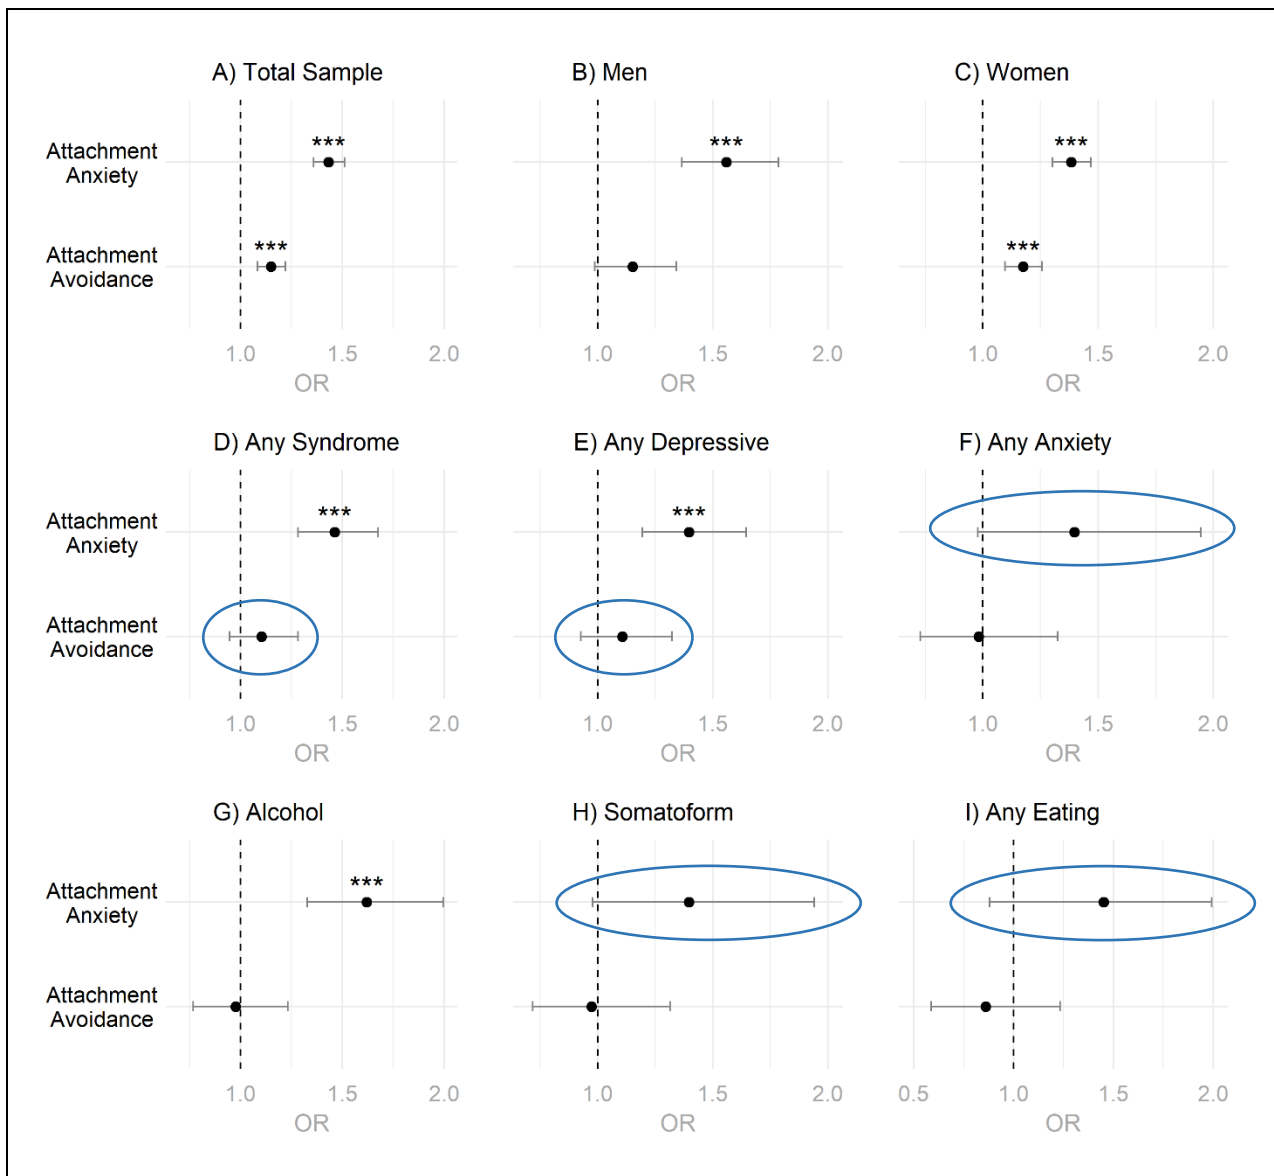 A) Total Sample
B) Men
C) Women
Attachment
Anxiety
***
***
***
Attachment
Avoidance
***
***
1.0 1.5 2.0
OR
1.0 1.5 2.0
OR
1.0 1.5 2.0
OR
D) Any Syndrome
E) Any Depressive
F) Any Anxiety
Attachment
Anxiety
***
***
Attachment
Avoidance
1.0 1.5 2.0
OR
1.0 1.5 2.0
OR
1.0 1.5 2.0
OR
G) Alcohol
H) Somatoform
I) Any Eating
Attachment
Anxiety
***
Attachment
Avoidance
1.0 1.5 2.0
OR
1.0 1.5 2.0
OR
0.5 1.0 1.5 2.0
OR